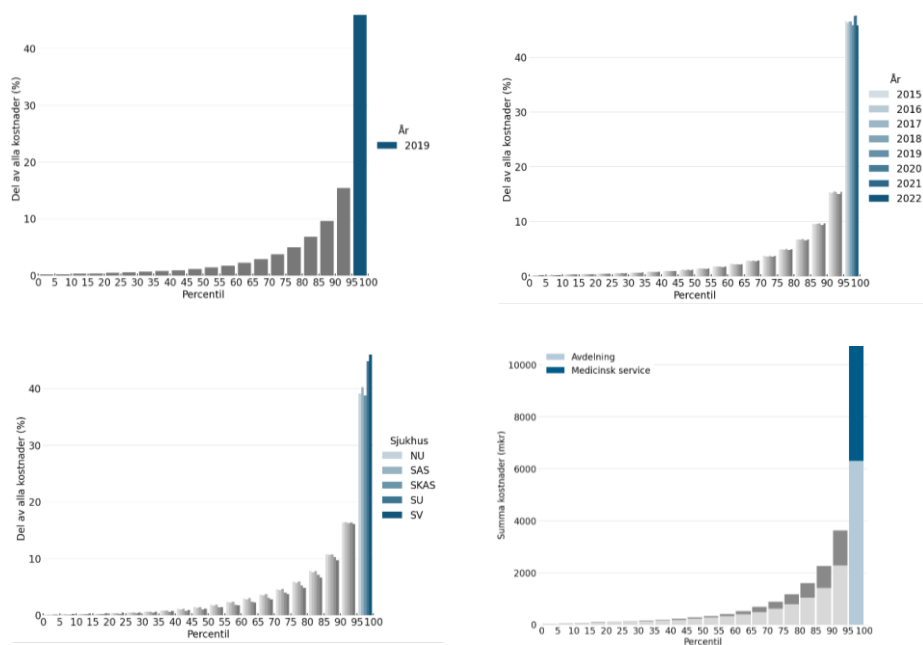 40
30
20
10
0
Del av alla kostnader (%)
0 5 10 15 20 25 30 35 40 45 50 55 60 65 70 75 80 85 90 95 100
Percentil
År
2019
40
30
20
10
0
Del av alla kostnader (%)
0 5 10 15 20 25 30 35 40 45 50 55 60 65 70 75 80 85 90 95 100
Percentil
År
2015
2016
2017
2018
2019
2020
2021
2022
40
30
20
10
0
Del av alla kostnader (%)
0 5 10 15 20 25 30 35 40 45 50 55 60 65 70 75 80 85 90 95 100
Percentil
Sjukhus
NU
SAS
SKAS
SU
SV
Avdelning
Medicinsk service
10000
8000
6000
4000
2000
0
Summa kostnader (mkr)
0 5 10 15 20 25 30 35 40 45 50 55 60 65 70 75 80 85 90 95 100
Percentil